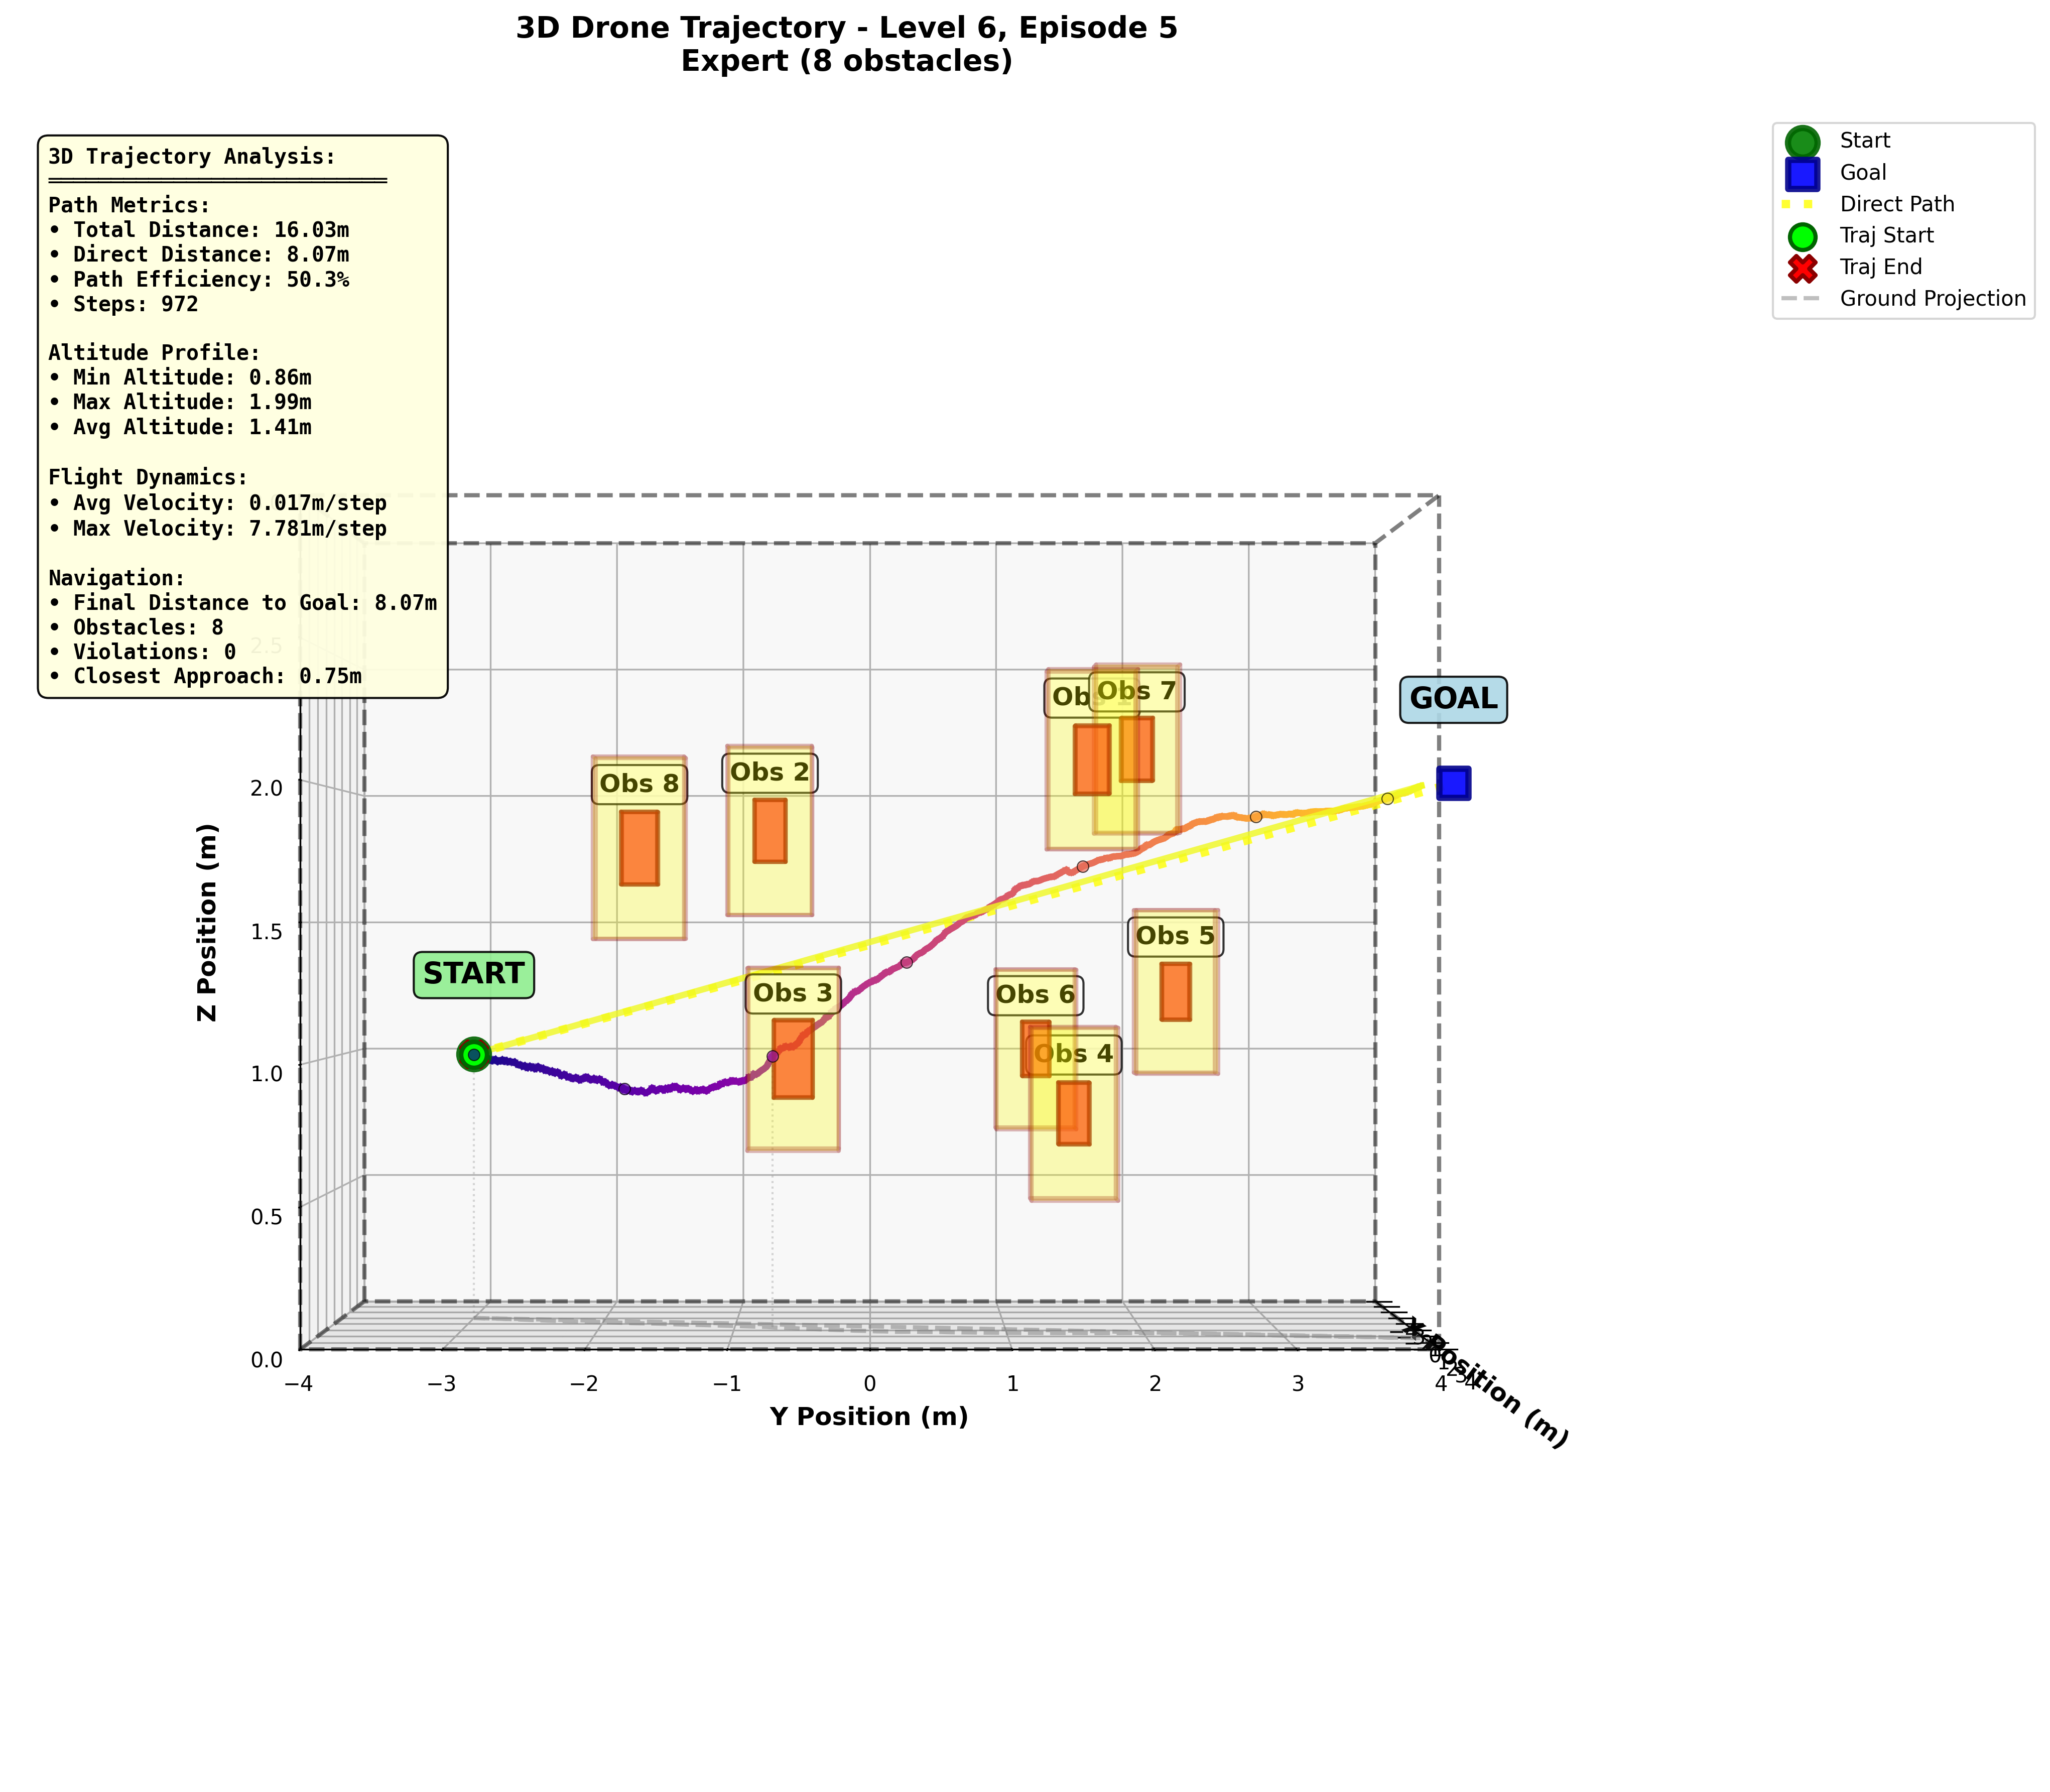 3D Drone Trajectory - Level 6, Episode 5
Expert (8 obstacles)
3D Trajectory Analysis:
Path Metrics:
• Total Distance: 16.03m
• Direct Distance: 8.07m
• Path Efficiency: 50.3%
• Steps: 972
Altitude Profile:
• Min Altitude: 0.86m
• Max Altitude: 1.99m
• Avg Altitude: 1.41m
Flight Dynamics:
• Avg Velocity: 0.017m/step
• Max Velocity: 7.781m/step
Navigation:
• Final Distance to Goal: 8.07m
• Obstacles: 8
• Violations: 0
• Closest Approach: 0.75m
Start
Goal
Direct Path
Traj Start
Traj End
Ground Projection
2.5
2.0
1.5
1.0
0.5
0.0
Z Position (m)
START
GOAL
Obs 8
Obs 2
Obs 7
Obs 3
Obs 5
Obs 6
Obs 4
−4
−3
−2
−1
0
1
2
3
4
Y Position (m)
X Position (m)